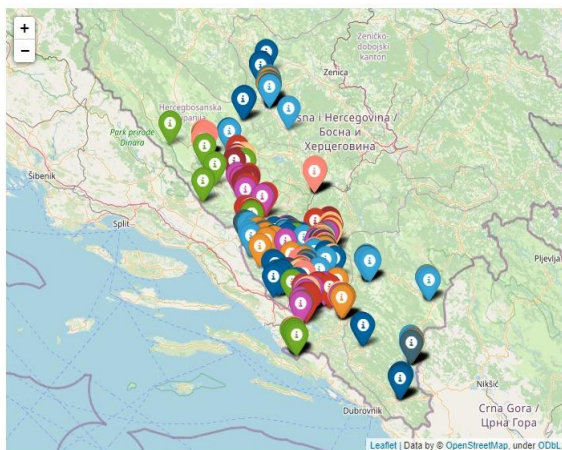 +
−
Zeničko-
dobojski
kanton
Zenica
Hercegbosanska
Park prirode
Dinara
sna i Hercegovina /
Босна и
Херцеговина
Šibenik
Split
Pljevlja
Nikšić
Dubrovnik
Crna Gora /
Црна Гора
Leaflet | Data by © OpenStreetMap, under ODbL